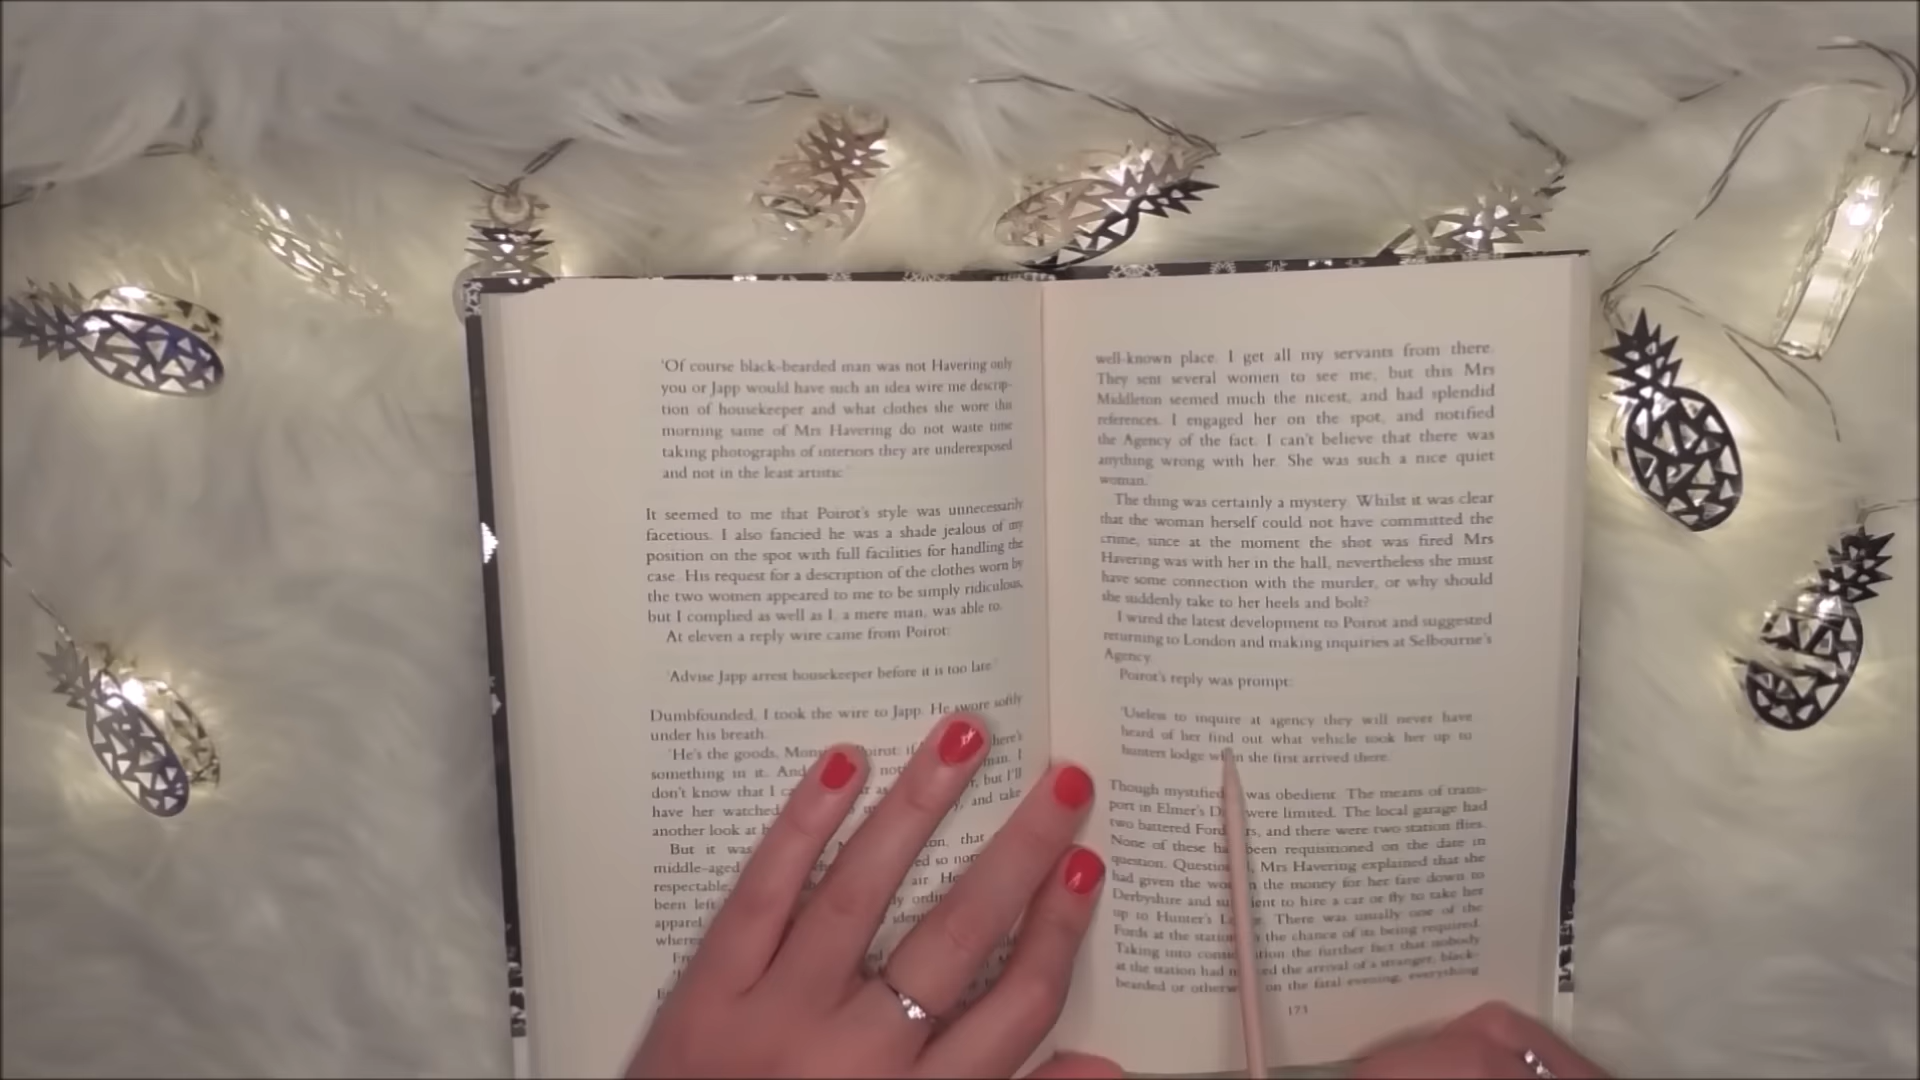 'Of course black-bearded man was not Havering only
you or Japp would have such an idea wire me descrip-
tion of housekeeper and what clothes she wore this
morning same of Mrs Havering do not waste time
taking photographs of interiors they are underexposed
and not in the least artistic'
It seemed to me that Poirot's style was unnecessarily
facetious. I also fancied he was a shade jealous of my
position on the spot with full facilities for handling the
case. His request for a description of the clothes worn by
the two women appeared to me to be simply ridiculous,
but I complied as well as I, a mere man, was able to.
At eleven a reply wire came from Poirot:
'Advise Japp arrest housekeeper before it is too late.'
Dumbfounded, I took the wire to Japp. He swore softly
under his breath.
'He's the goods, Poirot: if there's
something in it. And man. I
don't know that I but I'll
have her watched and take
another look at
But it was that
middle-aged so
respectable, air.
been left
apparel
well-known place. I get all my servants from there.
They sent several women to see me, but this Mrs
Middleton seemed much the nicest, and had splendid
references. I engaged her on the spot, and notified
the Agency of the fact. I can't believe that there was
anything wrong with her. She was such a nice quiet
woman.'
The thing was certainly a mystery. Whilst it was clear
that the woman herself could not have committed the
crime, since at the moment the shot was fired Mrs
Havering was with her in the hall, nevertheless she must
have some connection with the murder, or why should
she suddenly take to her heels and bolt?
I wired the latest development to Poirot and suggested
returning to London and making inquiries at Selbourne's
Agency.
Poirot's reply was prompt:
'Useless to inquire at agency they will never have
heard of her find out what vehicle took her up to
hunters lodge when she first arrived there.'
Though mystified was obedient. The means of trans-
port in Elmer's were limited. The local garage had
two battered Ford and there were two station flies.
None of these been requisitioned on the date in
question. Mrs Havering explained that she
had given the the money for her fare down to
Derbyshire and to hire a car or fly to take her
up to Hunter's There was usually one of the
Fords at the station the chance of its being required.
Taking into the further fact that nobody
at the station had the arrival of a stranger, black-
bearded or on the fatal evening, everything
173